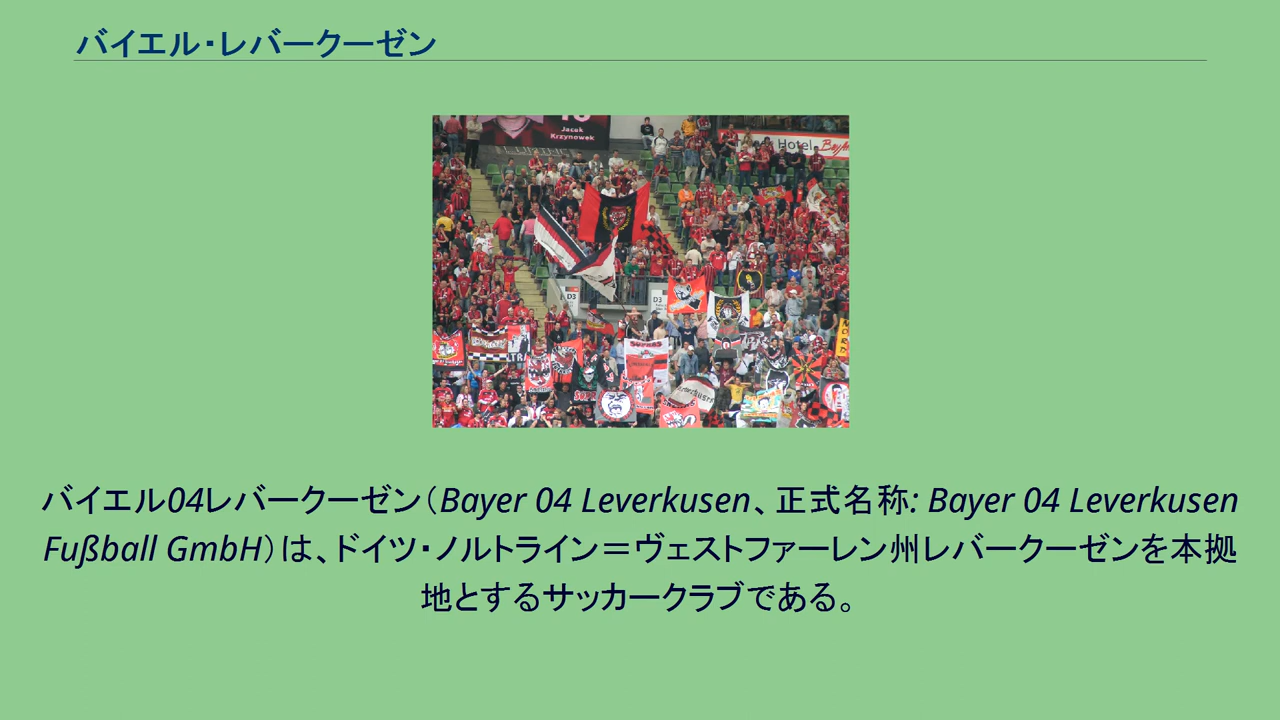 バイエル・レバークーゼン
Jacek
Krzynowek
Hotel
D3
D3
SOPRAS
バイエル04レバークーゼン（Bayer 04 Leverkusen、正式名称: Bayer 04 Leverkusen
Fußball GmbH）は、ドイツ・ノルトライン＝ヴェストファーレン州レバークーゼンを本拠
地とするサッカークラブである。